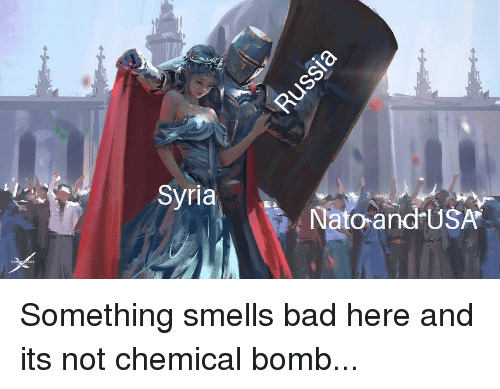 Russia
Syria
Nato and USA
Something smells bad here and
its not chemical bomb...